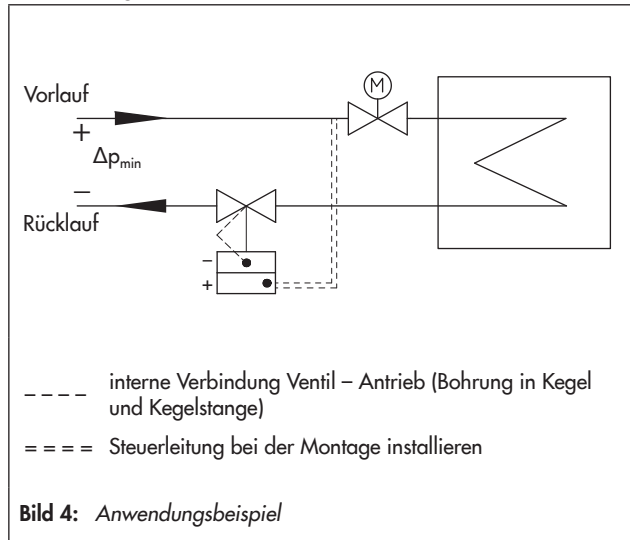 M
Vorlauf
+
Δpmin
−
Rücklauf
−
+
---- interne Verbindung Ventil – Antrieb (Bohrung in Kegel
und Kegelstange)
==== Steuerleitung bei der Montage installieren
Bild 4: Anwendungsbeispiel